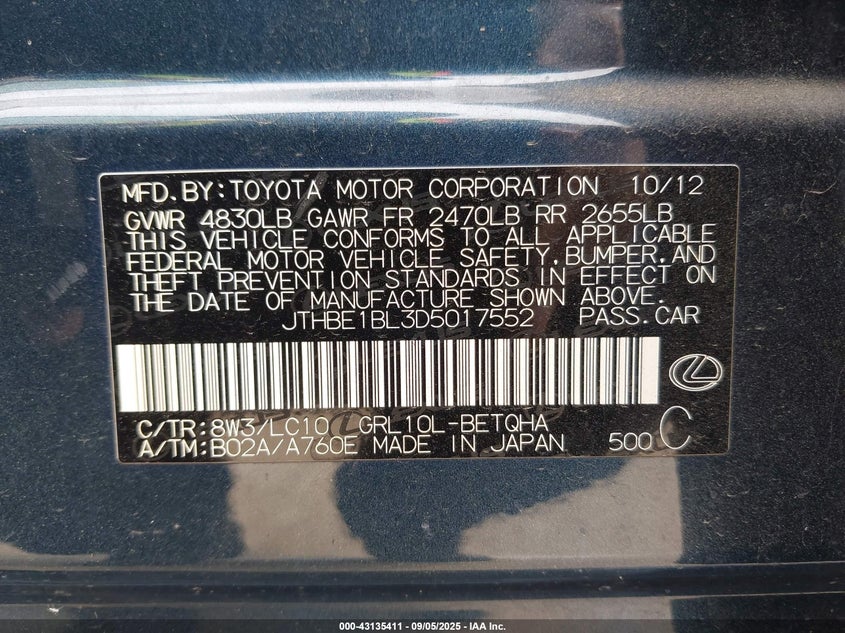 MFD.BY:TOYOTA MOTOR CORPORATION 10/12
GVWR 4830LB GAWR FR 2470LB RR 2655LB
THIS VEHICLE CONFORMS TO ALL APPLICABLE
FEDERAL MOTOR VEHICLE SAFETY,BUMPER,AND
THEFT PREVENTION STANDARDS IN EFFECT ON
THE DATE OF MANUFACTURE SHOWN ABOVE.
JTHBE1BL3D5017552 PASS.CAR
C/TR:8W3/LC10 GRL10L-BETQHA
A/TM:B02A/A760E MADE IN JAPAN 500 C
000-43135411 - 09/05/2025 - IAA Inc.